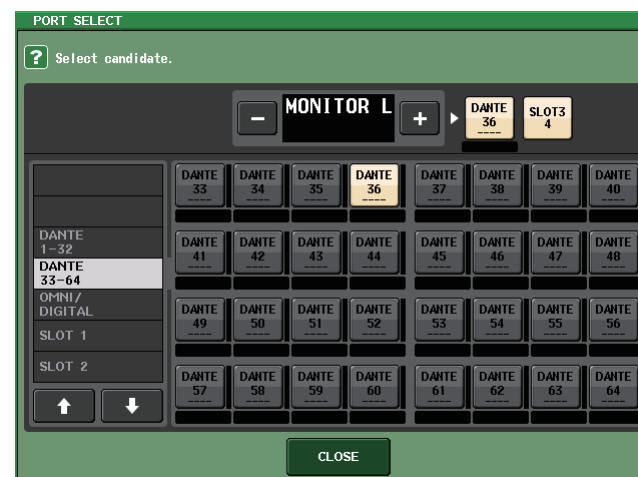 PORT SELECT
? Select candidate.
− MONITOR L +
DANTE 36 ----
SLOT3 4
DANTE 1-32
DANTE 33-64
OMNI/ DIGITAL
SLOT 1
SLOT 2
DANTE 33 ---- DANTE 34 ---- DANTE 35 ---- DANTE 36 ---- DANTE 37 ---- DANTE 38 ---- DANTE 39 ---- DANTE 40 ----
DANTE 41 ---- DANTE 42 ---- DANTE 43 ---- DANTE 44 ---- DANTE 45 ---- DANTE 46 ---- DANTE 47 ---- DANTE 48 ----
DANTE 49 ---- DANTE 50 ---- DANTE 51 ---- DANTE 52 ---- DANTE 53 ---- DANTE 54 ---- DANTE 55 ---- DANTE 56 ----
DANTE 57 ---- DANTE 58 ---- DANTE 59 ---- DANTE 60 ---- DANTE 61 ---- DANTE 62 ---- DANTE 63 ---- DANTE 64 ----
CLOSE